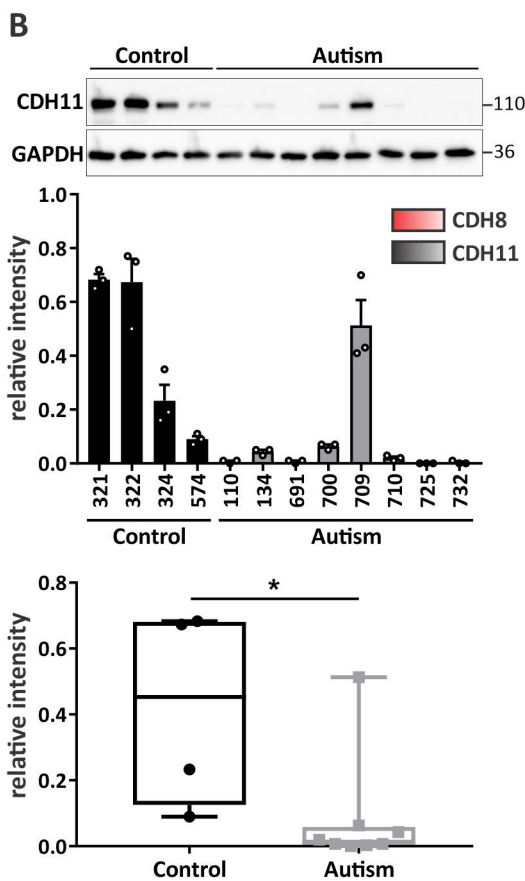 B
Control Autism
CDH11 110
GAPDH 36
relative intensity
1.0
0.8
0.6
0.4
0.2
0.0
CDH8
CDH11
321 322 324 574 110 134 691 700 709 710 725 732
Control Autism
relative intensity
0.8
0.6
0.4
0.2
0.0
*
Control Autism